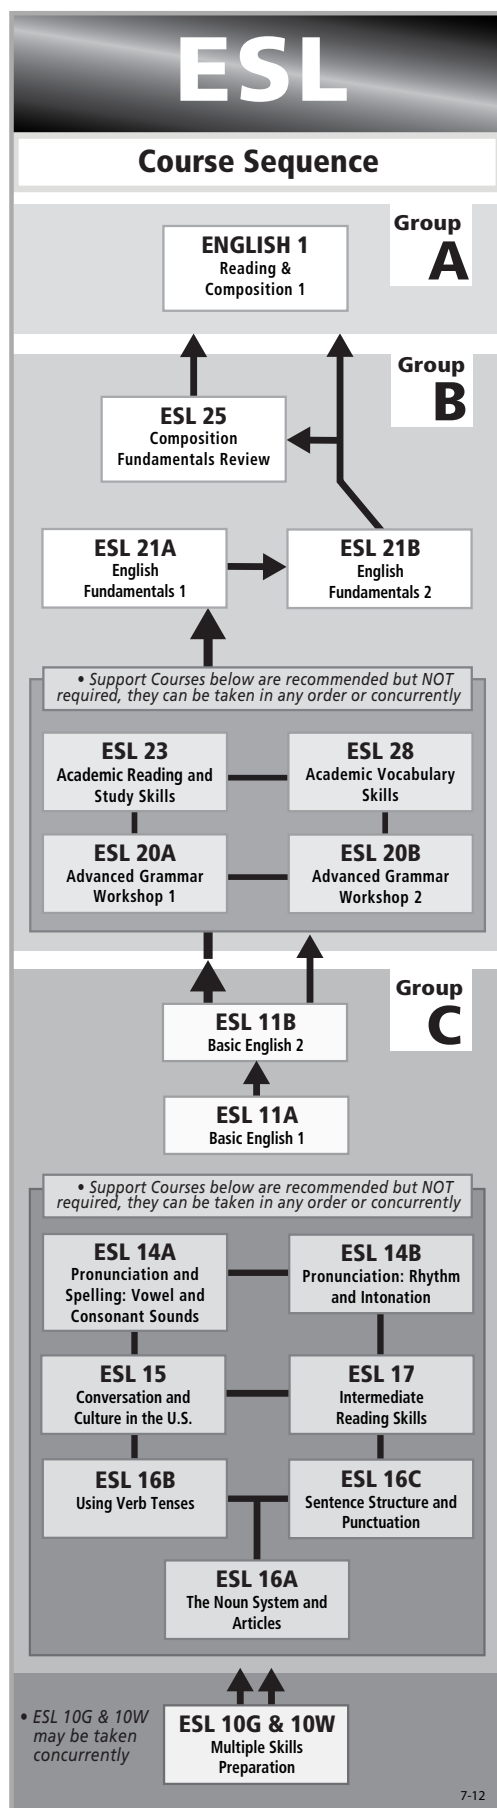 ESL
Course Sequence
Group
A
ENGLISH 1
Reading &
Composition 1
Group
B
ESL 25
Composition
Fundamentals Review
ESL 21A
English
Fundamentals 1
ESL 21B
English
Fundamentals 2
• Support Courses below are recommended but NOT
required, they can be taken in any order or concurrently
ESL 23
Academic Reading and
Study Skills
ESL 28
Academic Vocabulary
Skills
ESL 20A
Advanced Grammar
Workshop 1
ESL 20B
Advanced Grammar
Workshop 2
Group
C
ESL 11B
Basic English 2
ESL 11A
Basic English 1
• Support Courses below are recommended but NOT
required, they can be taken in any order or concurrently
ESL 14A
Pronunciation and
Spelling: Vowel and
Consonant Sounds
ESL 14B
Pronunciation: Rhythm
and Intonation
ESL 15
Conversation and
Culture in the U.S.
ESL 17
Intermediate
Reading Skills
ESL 16B
Using Verb Tenses
ESL 16C
Sentence Structure and
Punctuation
ESL 16A
The Noun System and
Articles
• ESL 10G & 10W
may be taken
concurrently
ESL 10G & 10W
Multiple Skills
Preparation
7-12